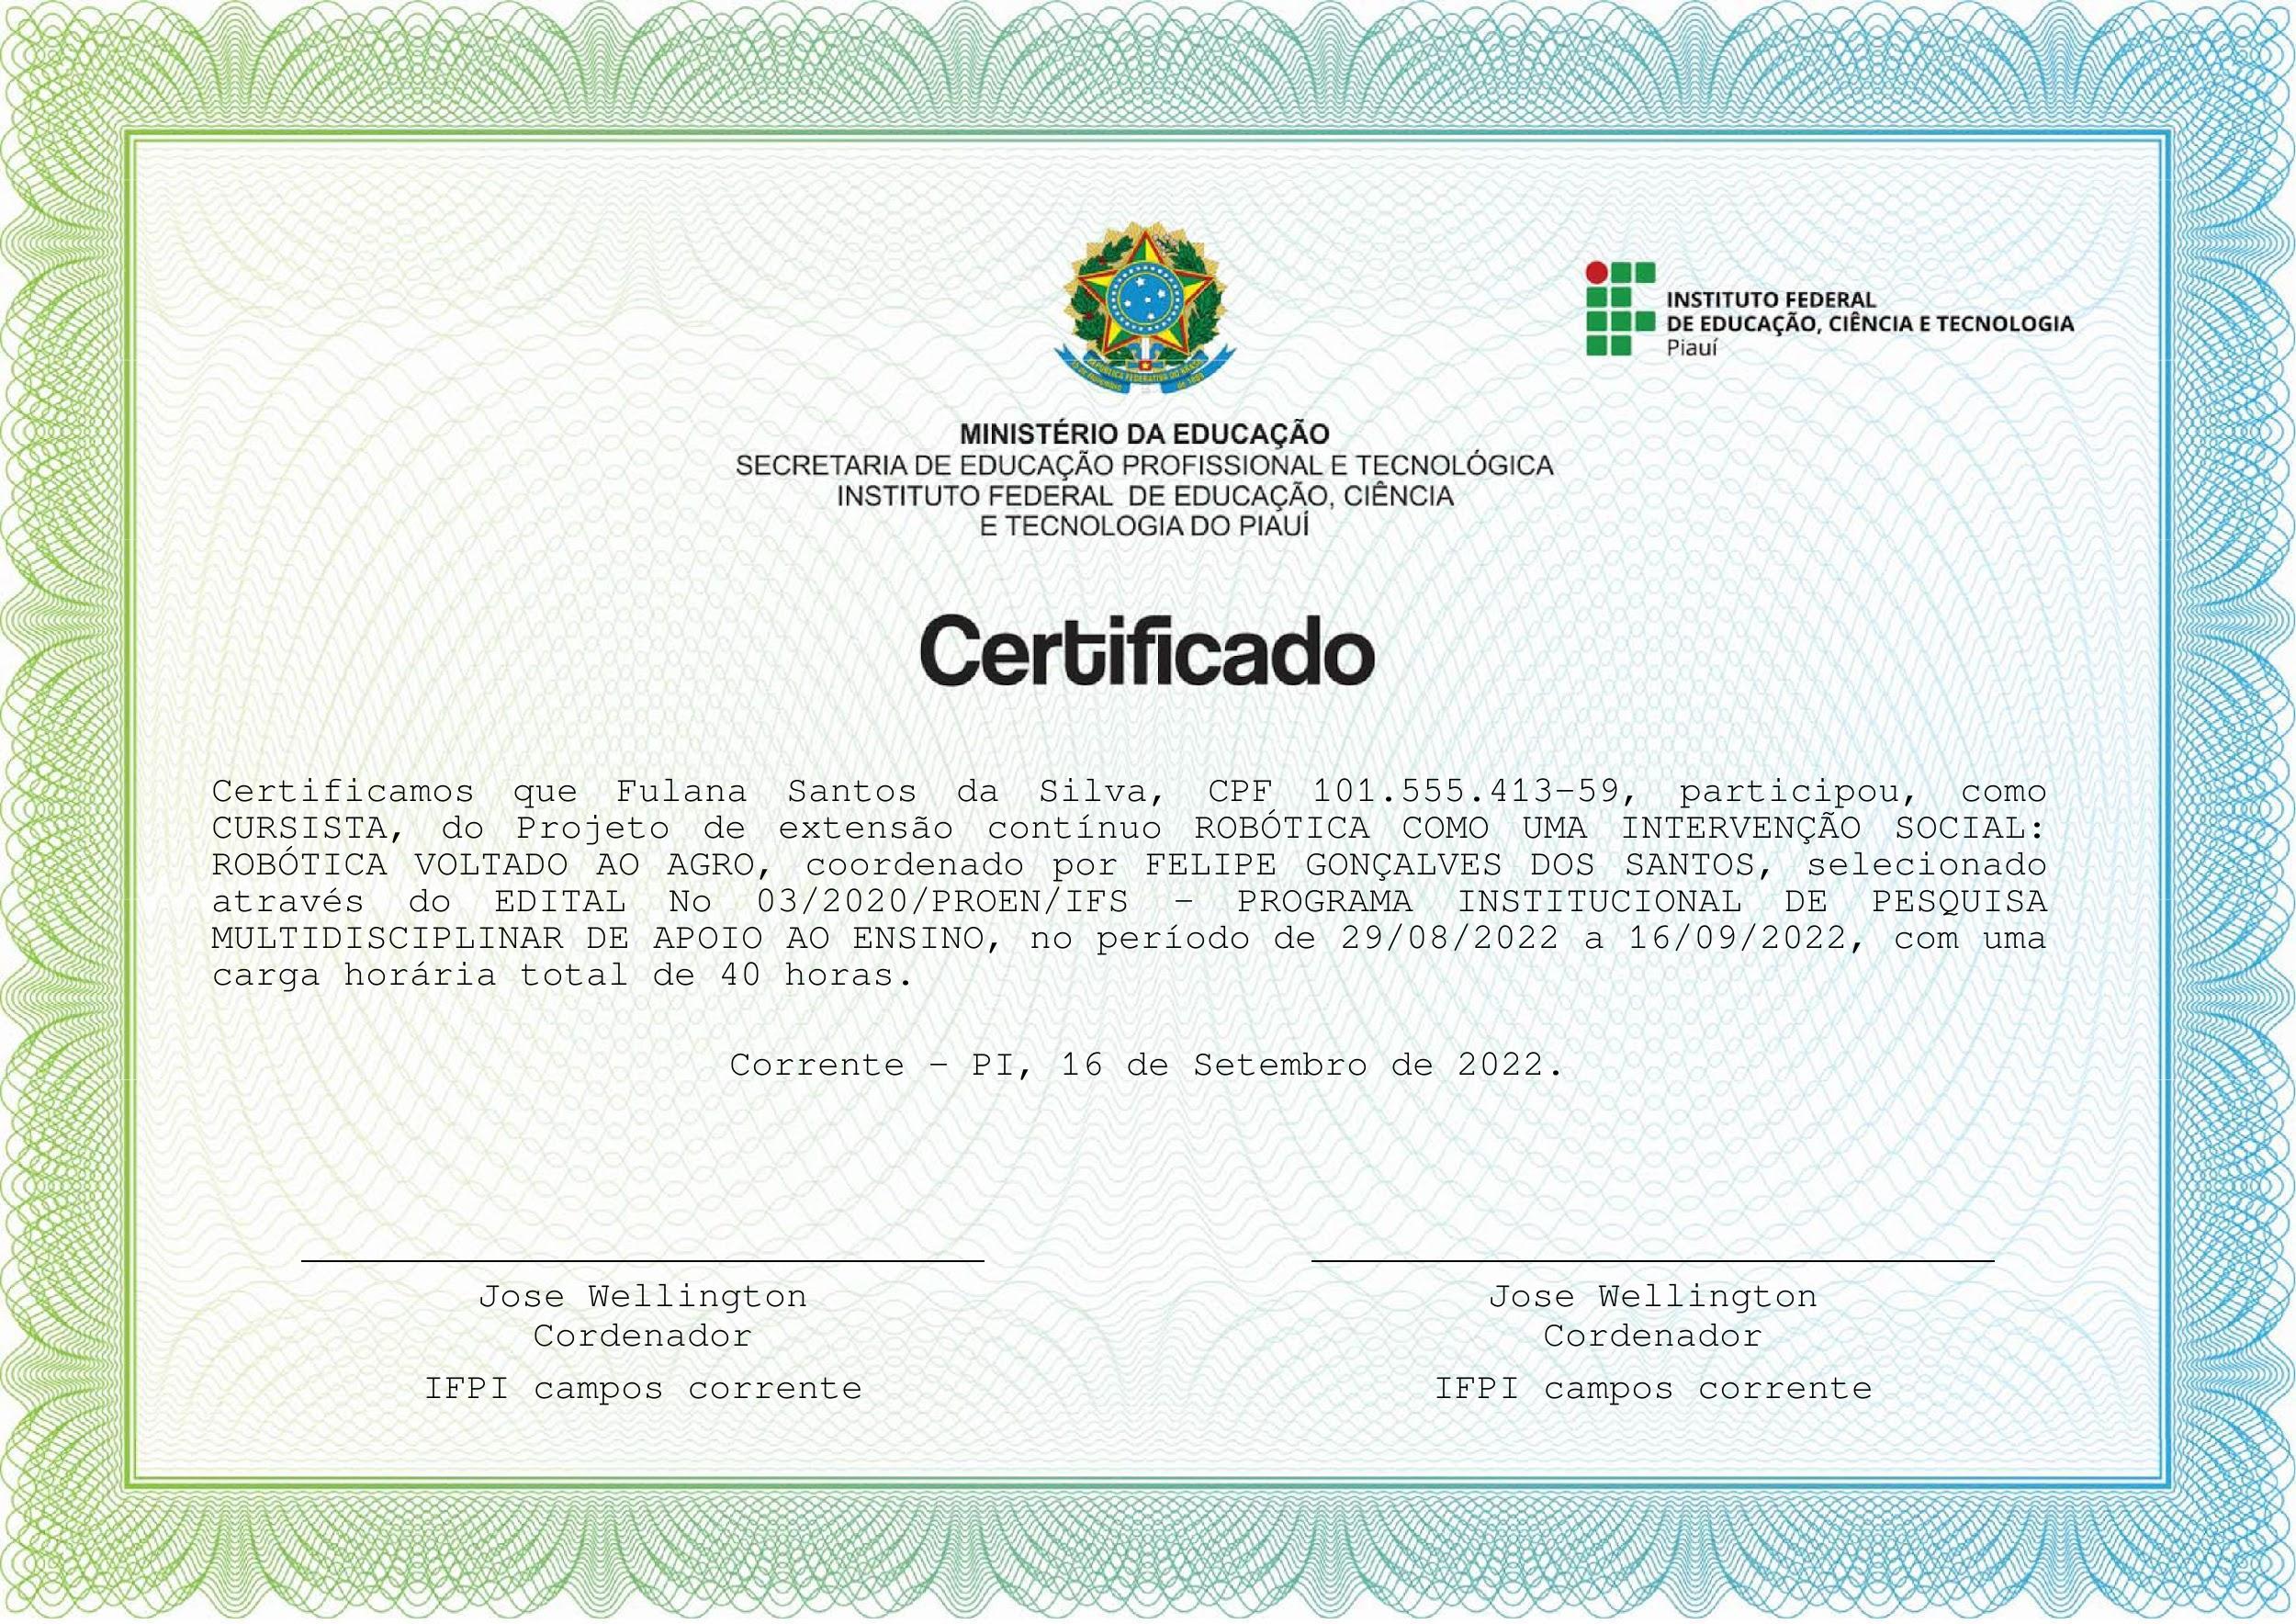 INSTITUTO FEDERAL
DE EDUCAÇÃO, CIÊNCIA E TECNOLOGIA
Piauí
REPÚBLICA FEDERATIVA DO BRASIL
MINISTÉRIO DA EDUCAÇÃO
SECRETARIA DE EDUCAÇÃO PROFISSIONAL E TECNOLÓGICA
INSTITUTO FEDERAL DE EDUCAÇÃO, CIÊNCIA
E TECNOLOGIA DO PIAUÍ
Certificado
Certificamos que Fulana Santos da Silva, CPF 101.555.413-59, participou, como
CURSISTA, do Projeto de extensão contínuo ROBÓTICA COMO UMA INTERVENÇÃO SOCIAL:
ROBÓTICA VOLTADO AO AGRO, coordenado por FELIPE GONÇALVES DOS SANTOS, selecionado
através do EDITAL No 03/2020/PROEN/IFS - PROGRAMA INSTITUCIONAL DE PESQUISA
MULTIDISCIPLINAR DE APOIO AO ENSINO, no período de 29/08/2022 a 16/09/2022, com uma
carga horária total de 40 horas.
Corrente - PI, 16 de Setembro de 2022.
Jose Wellington
Cordenador
IFPI campos corrente
Jose Wellington
Cordenador
IFPI campos corrente